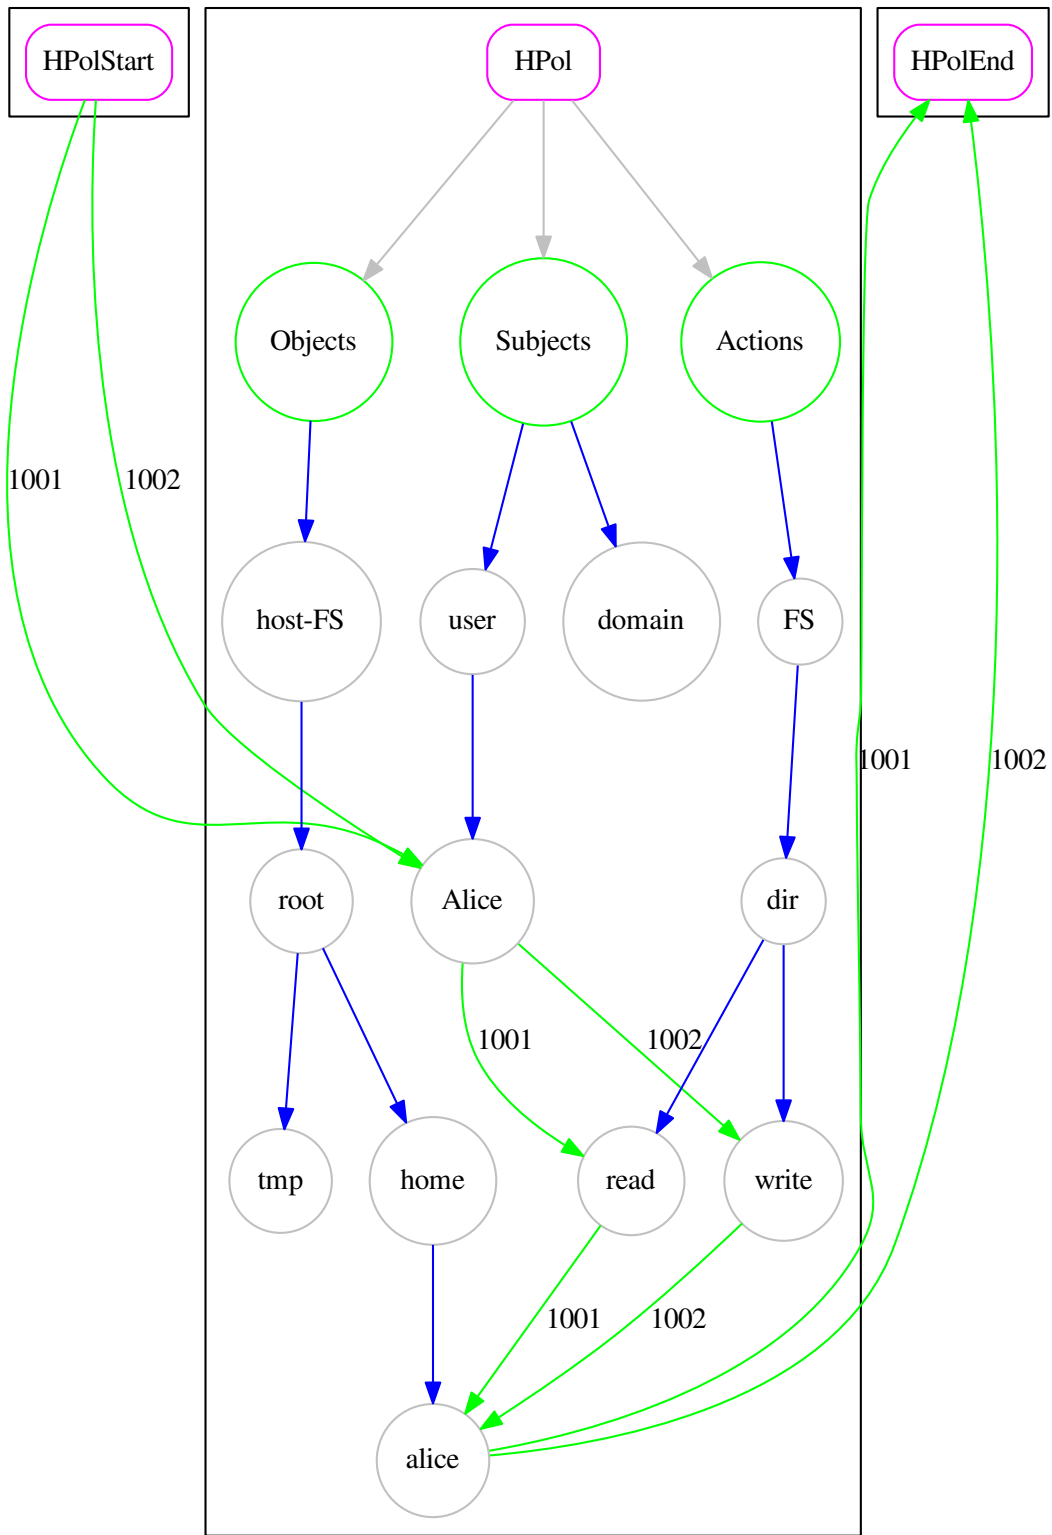 HPolStart
HPol
HPolEnd
Objects
Subjects
Actions
1001
1002
host-FS
user
domain
FS
1001
1002
root
Alice
dir
1001
1002
tmp
home
read
write
1001
1002
alice